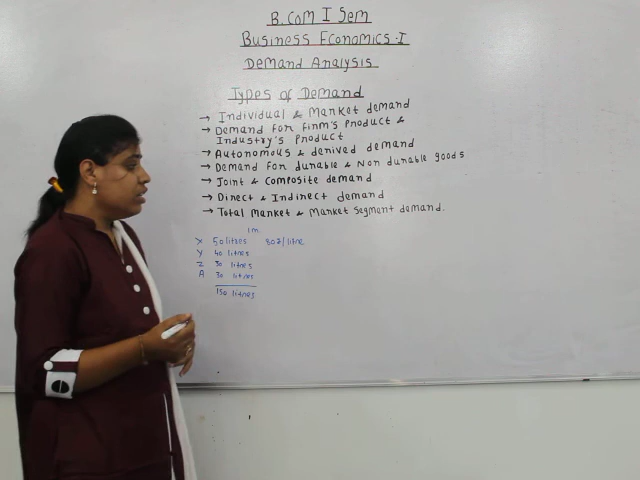 B.Com I Sem
Business Economics-I
Demand Analysis
Types of Demand
→ Individual & Market demand
→ Demand for firm's product &
Industry's product
→ Autonomous & derived demand
→ Demand for durable & Non durable goods
→ Joint & Composite demand
→ Direct & Indirect demand
→ Total Market & Market Segment demand.
1m
X 50 litres 80₹/litre
Y 40 litres
Z 30 litres
A 30 litres
150 litres